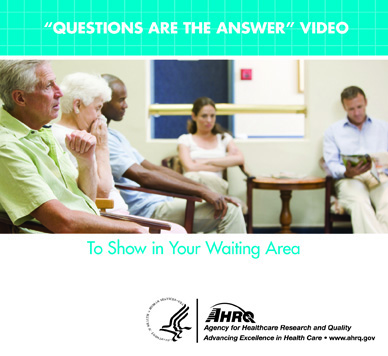 “QUESTIONS ARE THE ANSWER” VIDEO
To Show in Your Waiting Area
AHRQ
Agency for Healthcare Research and Quality
Advancing Excellence in Health Care • www.ahrq.gov